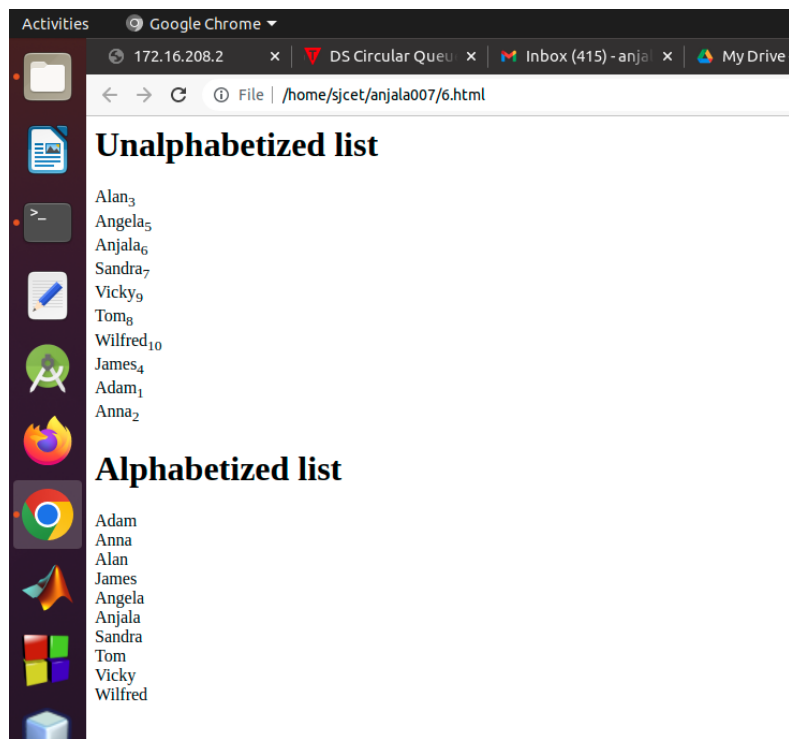 Activities Google Chrome
172.16.208.2 × DS Circular Queu × Inbox (415) - anjal × My Drive
File | /home/sjcet/anjala007/6.html
Unalphabetized list
Alan₃
Angela₅
Anjala₆
Sandra₇
Vicky₉
Tom₈
Wilfred₁₀
James₄
Adam₁
Anna₂
Alphabetized list
Adam
Anna
Alan
James
Angela
Anjala
Sandra
Tom
Vicky
Wilfred